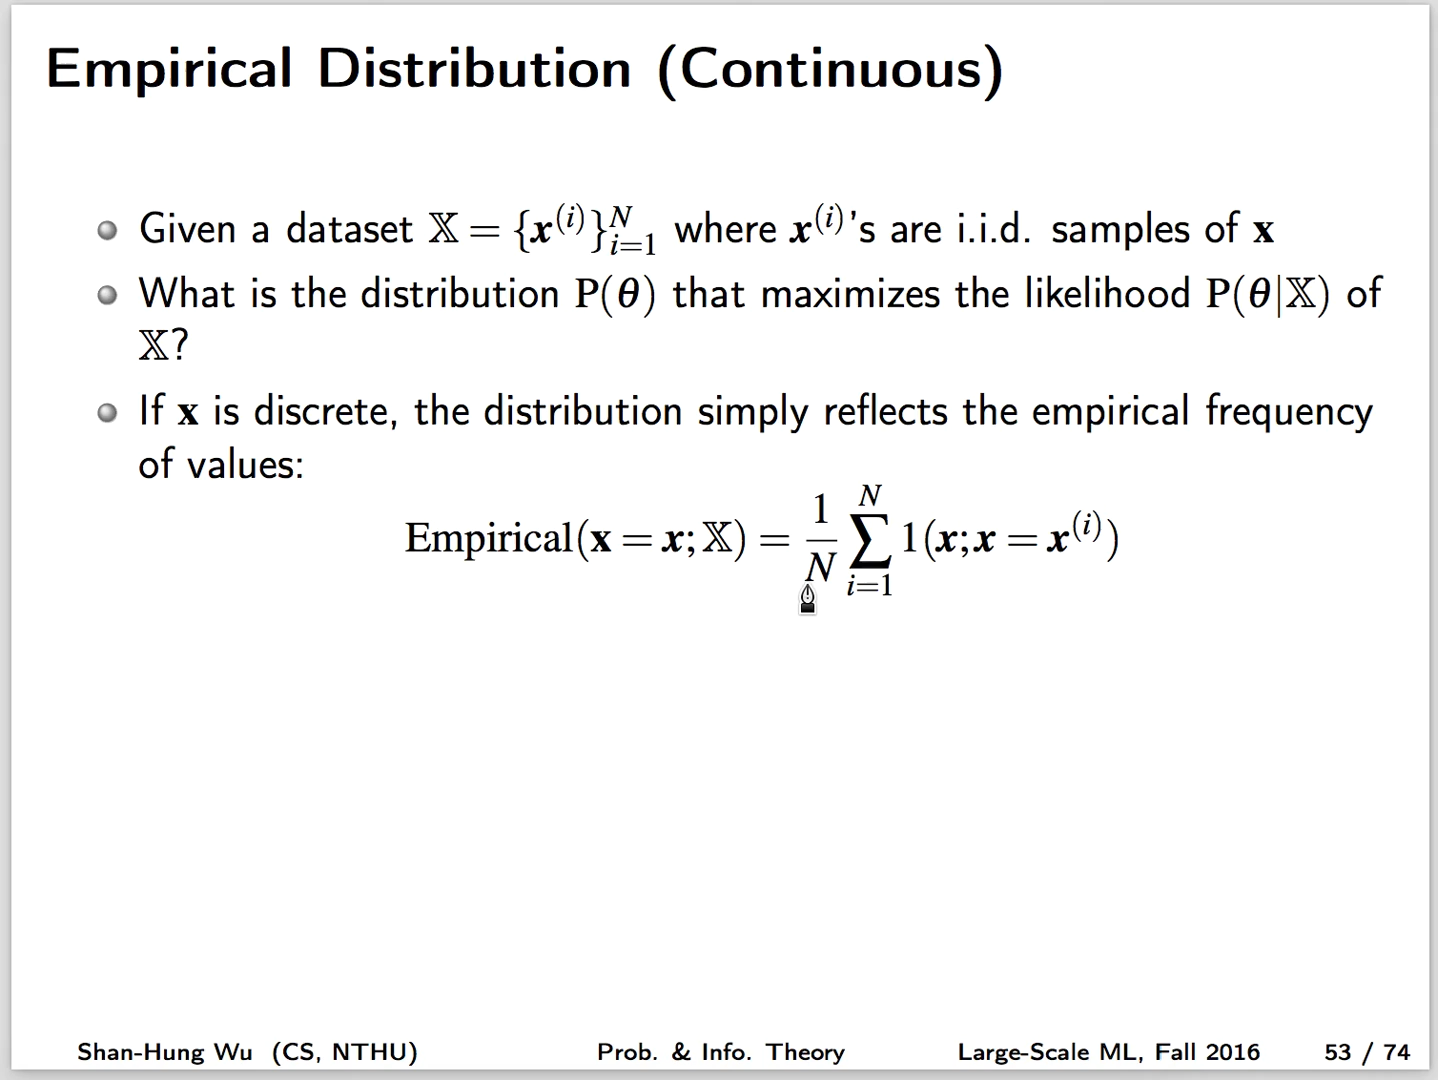 Empirical Distribution (Continuous)
Given a dataset 𝕏 = {x^(i)}_{i=1}^N where x^(i)'s are i.i.d. samples of x
What is the distribution P(θ) that maximizes the likelihood P(θ|𝕏) of
𝕏?
If x is discrete, the distribution simply reflects the empirical frequency
of values:
Empirical(x = x; 𝕏) = 1/N ∑_{i=1}^N 1(x; x = x^(i))
Shan-Hung Wu (CS, NTHU) Prob. & Info. Theory Large-Scale ML, Fall 2016 53 / 74